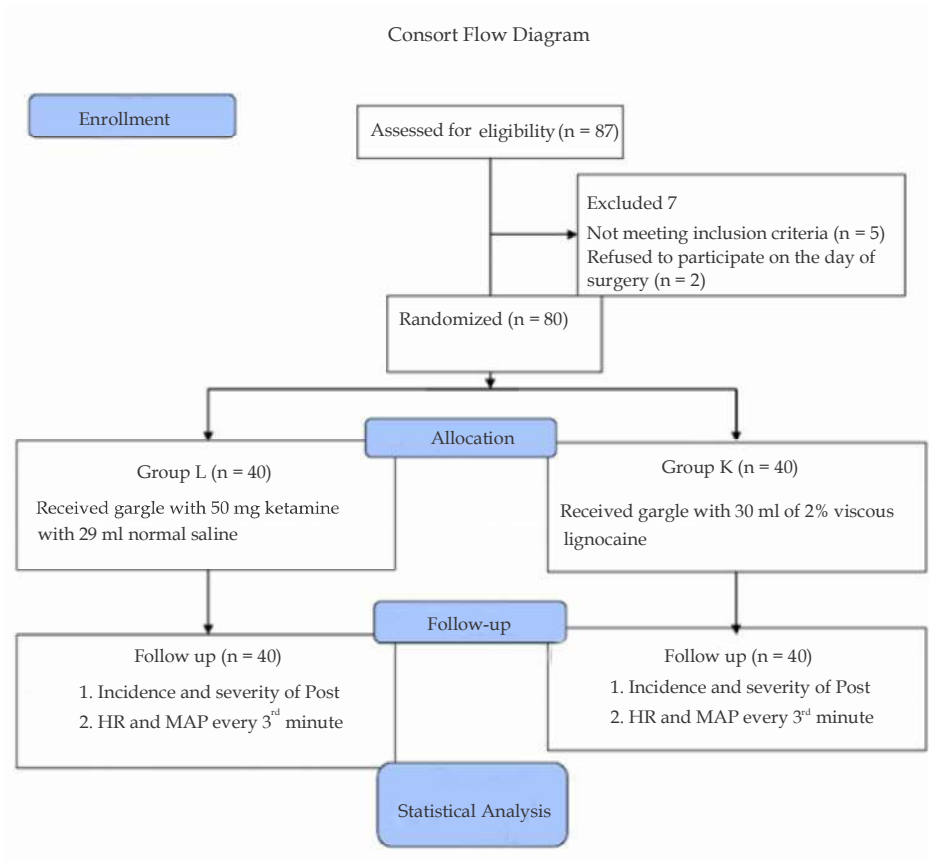 Consort Flow Diagram
Enrollment
Assessed for eligibility (n = 87)
Excluded 7
Not meeting inclusion criteria (n = 5)
Refused to participate on the day of
surgery (n = 2)
Randomized (n = 80)
Allocation
Group L (n = 40)
Received gargle with 50 mg ketamine
with 29 ml normal saline
Group K (n = 40)
Received gargle with 30 ml of 2% viscous
lignocaine
Follow-up
Follow up (n = 40)
1. Incidence and severity of Post
2. HR and MAP every 3rd minute
Follow up (n = 40)
1. Incidence and severity of Post
2. HR and MAP every 3rd minute
Statistical Analysis